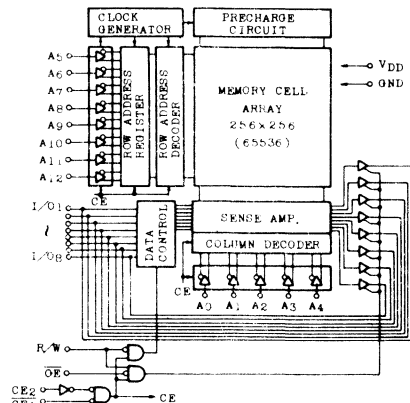 CLOCK
GENERATOR
PRECHARGE
CIRCUIT
A5
A6
A7
A8
A9
A10
A11
A12
CE
ROW ADDRESS
REGISTER
ROW ADDRESS
DECODER
MEMORY CELL
ARRAY
256×256
(65536)
VDD
GND
I/O1
~
I/O8
DATA
CONTROL
SENSE AMP.
COLUMN DECODER
CE
A0 A1 A2 A3 A4
R/W
OE
CE2
CE1
CE